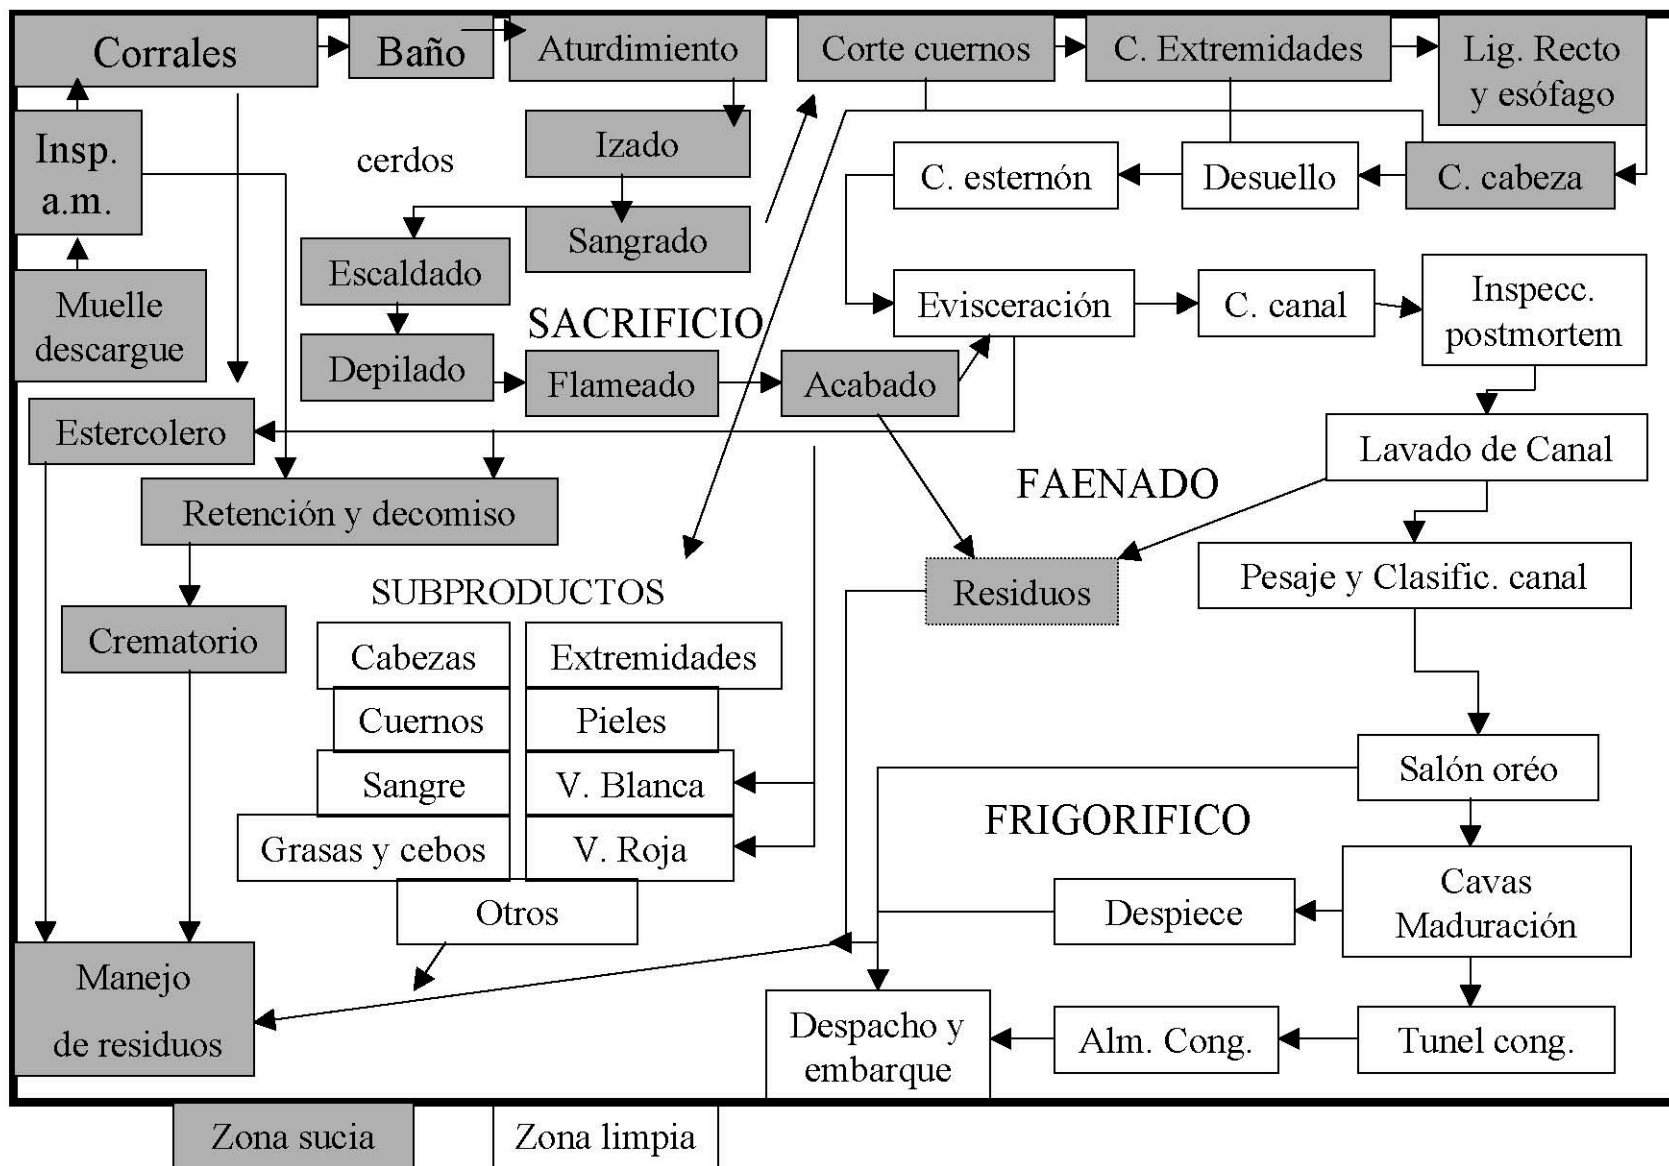 Corrales
Baño
Aturdimiento
Corte cuernos
C. Extremidades
Lig. Recto
y esófago
Insp.
a.m.
cerdos
Izado
C. esternón
Desuello
C. cabeza
Sangrado
Escaldado
Muelle
descargue
SACRIFICIO
Evisceración
C. canal
Inspecc.
postmortem
Depilado
Flameado
Acabado
Estercolero
Lavado de Canal
Retención y decomiso
FAENADO
Residuos
Pesaje y Clasific. canal
SUBPRODUCTOS
Crematorio
Cabezas
Extremidades
Cuernos
Pieles
Sangre
V. Blanca
Salón oréo
Grasas y cebos
V. Roja
FRIGORIFICO
Otros
Despiece
Cavas
Maduración
Manejo
de residuos
Despacho y
embarque
Alm. Cong.
Tunel cong.
Zona sucia
Zona limpia